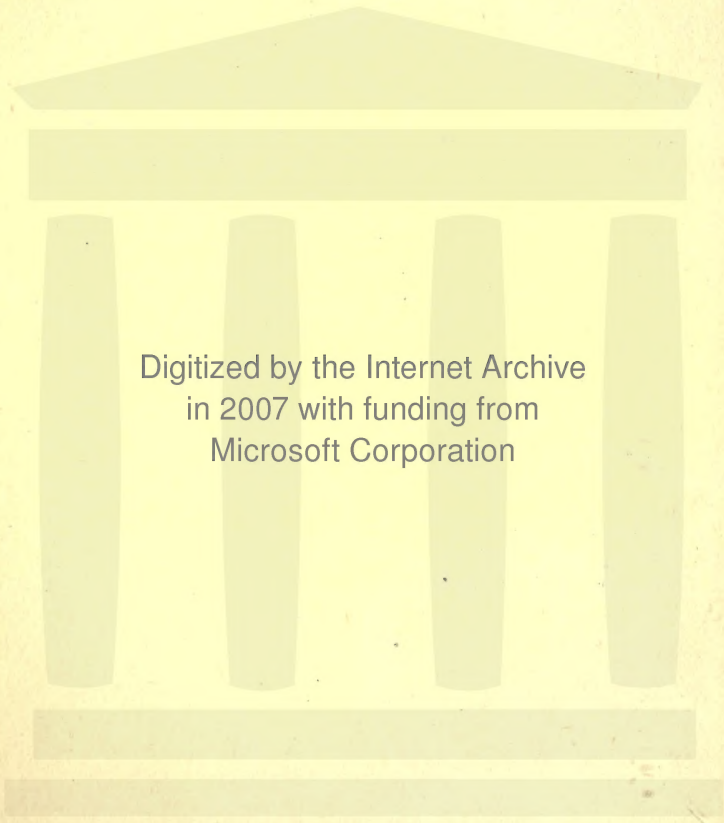 Digitized by the Internet Archive
in 2007 with funding from
Microsoft Corporation